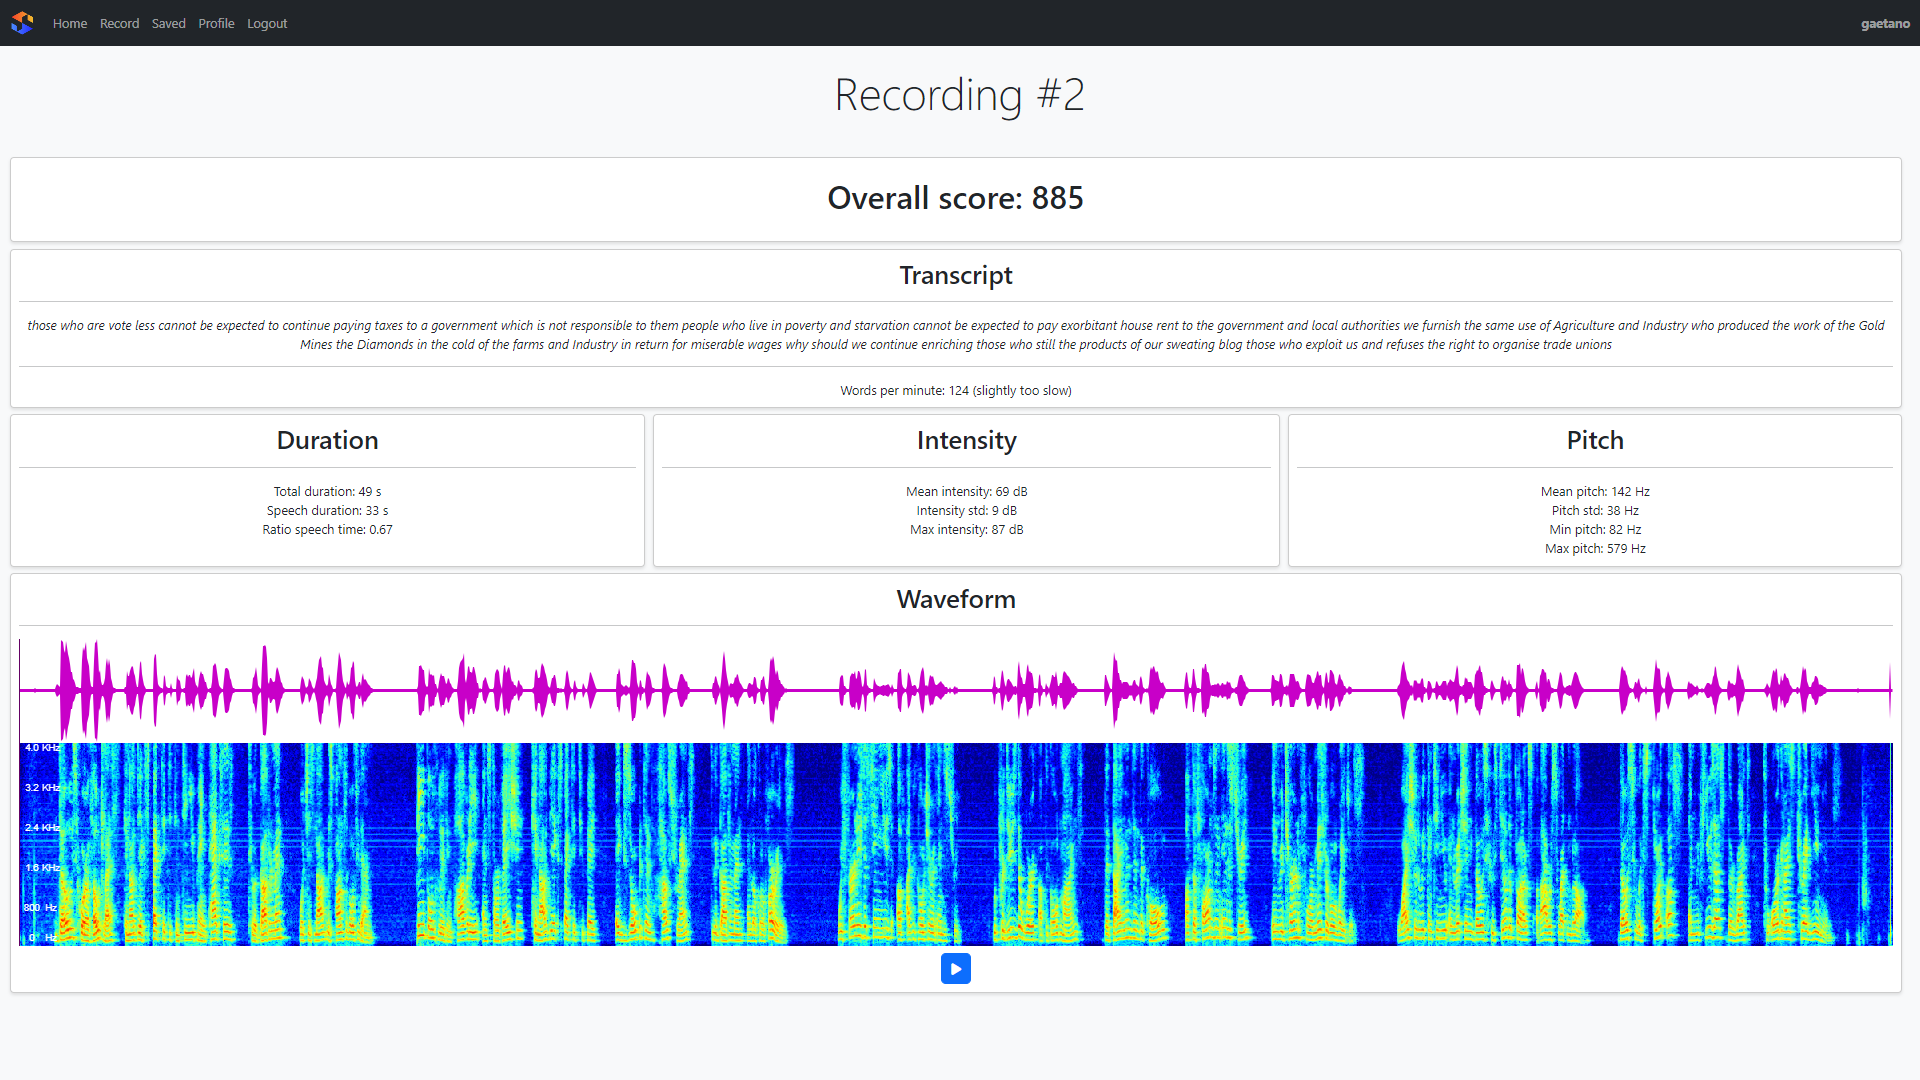 Home Record Saved Profile Logout gaetano
Recording #2
Overall score: 885
Transcript
those who are vote less cannot be expected to continue paying taxes to a government which is not responsible to them people who live in poverty and starvation cannot be expected to pay exorbitant house rent to the government and local authorities we furnish the same use of Agriculture and Industry who produced the work of the Gold
Mines the Diamonds in the cold of the farms and Industry in return for miserable wages why should we continue enriching those who still the products of our sweating blog those who exploit us and refuses the right to organise trade unions
Words per minute: 124 (slightly too slow)
Duration
Total duration: 49 s
Speech duration: 33 s
Ratio speech time: 0.67
Intensity
Mean intensity: 69 dB
Intensity std: 9 dB
Max intensity: 87 dB
Pitch
Mean pitch: 142 Hz
Pitch std: 38 Hz
Min pitch: 82 Hz
Max pitch: 579 Hz
Waveform
4.0 KHz
3.2 KHz
2.4 KHz
1.6 KHz
800 Hz
0 Hz